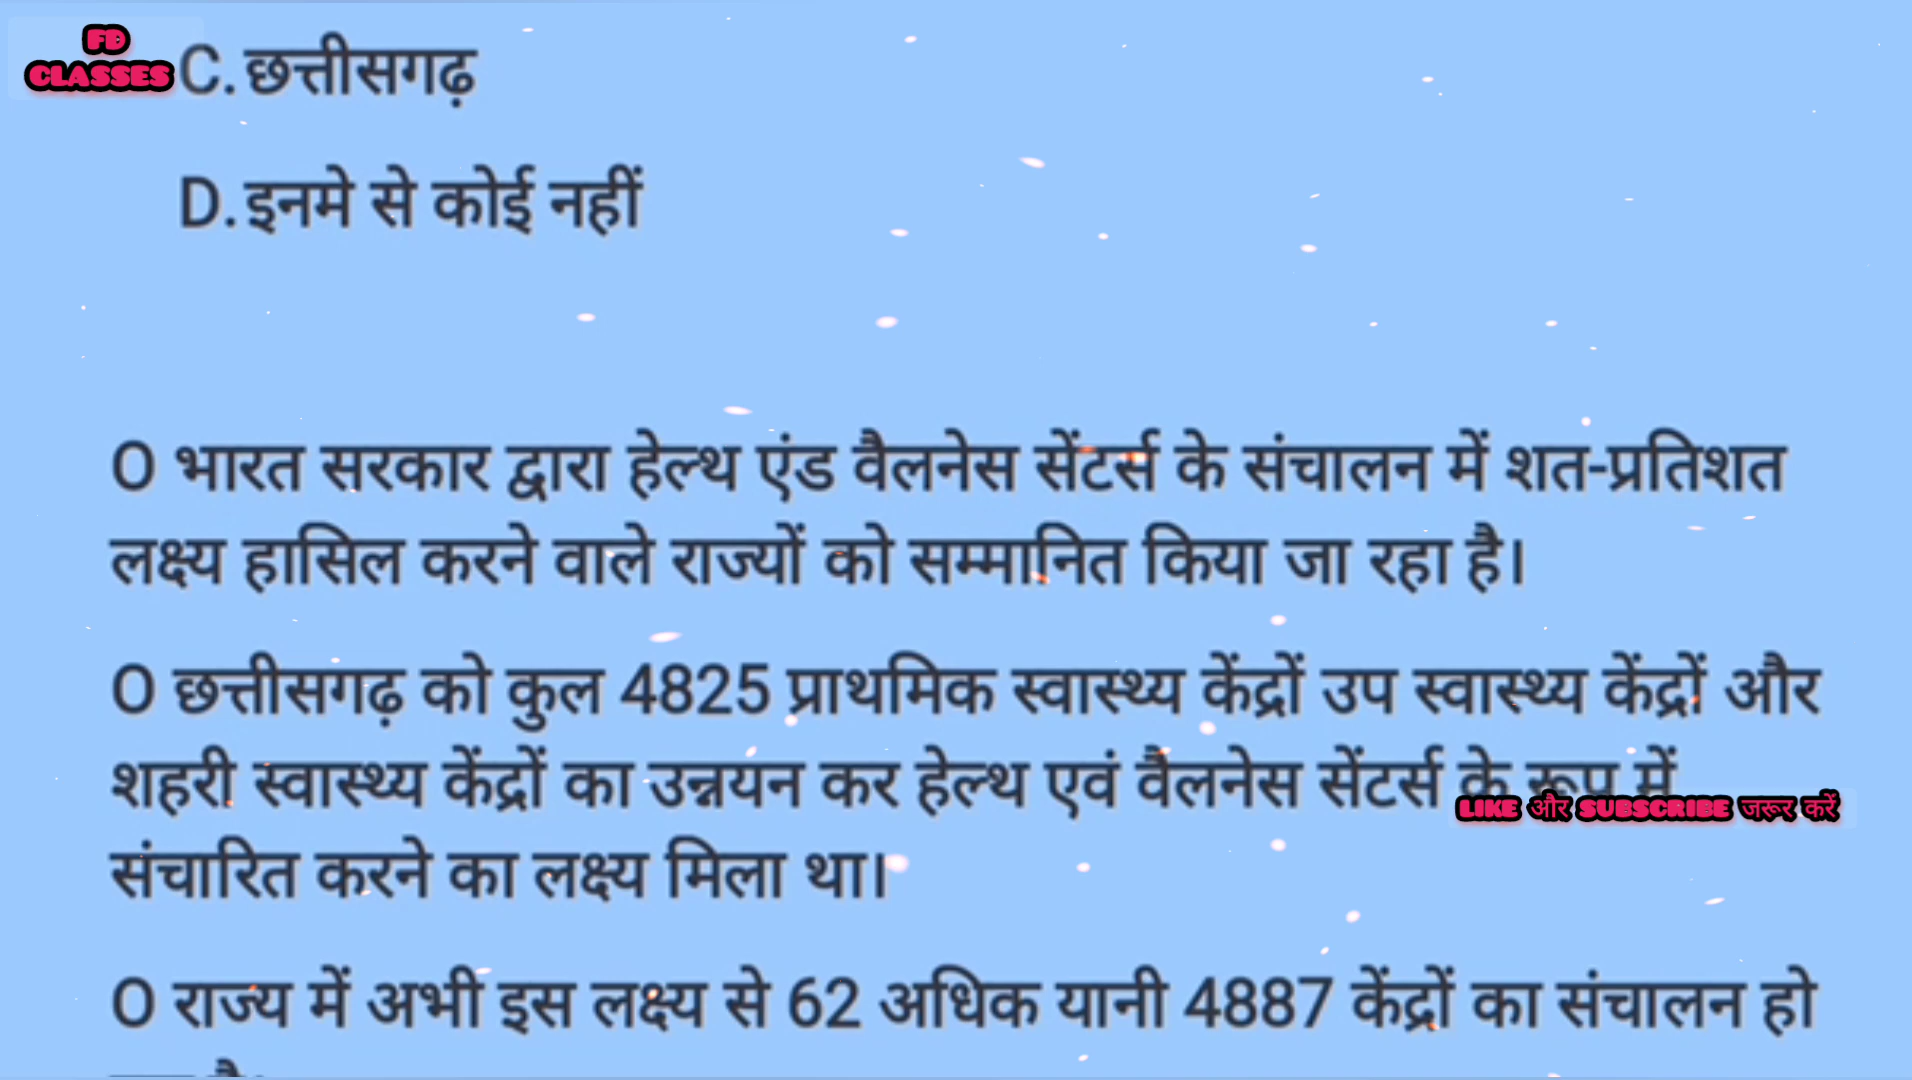 FD
CLASSES
C. छत्तीसगढ़
D. इनमे से कोई नहीं
O भारत सरकार द्वारा हेल्थ एंड वैलनेस सेंटर्स के संचालन में शत-प्रतिशत
लक्ष्य हासिल करने वाले राज्यों को सम्मानित किया जा रहा है।
O छत्तीसगढ़ को कुल 4825 प्राथमिक स्वास्थ्य केंद्रों उप स्वास्थ्य केंद्रों और
शहरी स्वास्थ्य केंद्रों का उन्नयन कर हेल्थ एवं वैलनेस सेंटर्स के रूप में
LIKE और SUBSCRIBE जरूर करें
संचारित करने का लक्ष्य मिला था।
O राज्य में अभी इस लक्ष्य से 62 अधिक यानी 4887 केंद्रों का संचालन हो